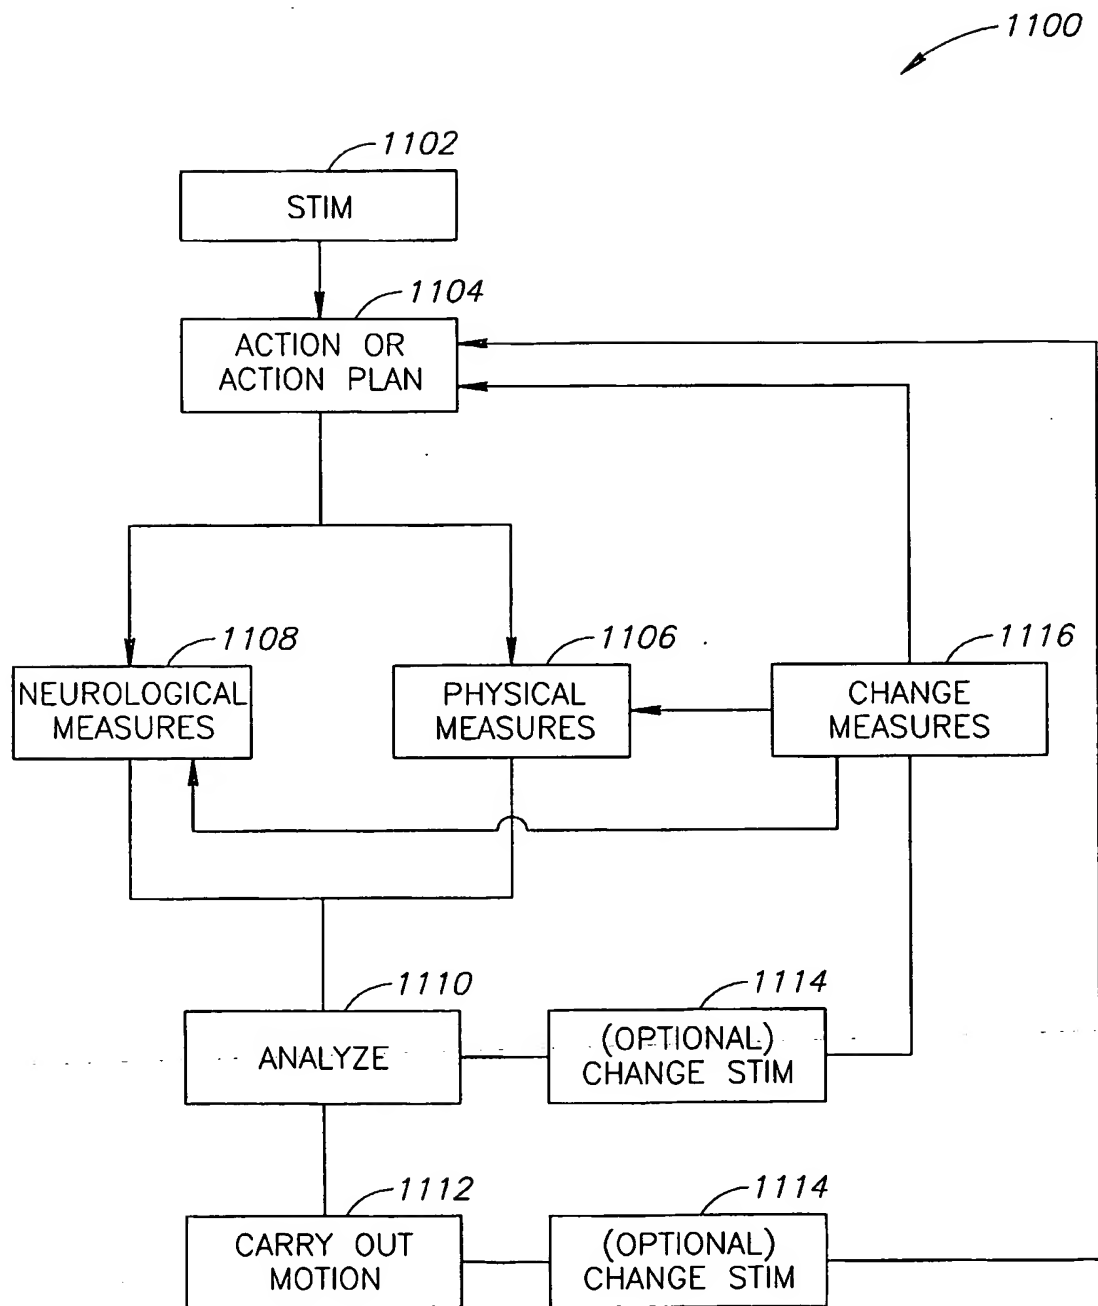 1100
1102
STIM
1104
ACTION OR
ACTION PLAN
1108
NEUROLOGICAL
MEASURES
1106
PHYSICAL
MEASURES
1116
CHANGE
MEASURES
1110
ANALYZE
1114
(OPTIONAL)
CHANGE STIM
1112
CARRY OUT
MOTION
1114
(OPTIONAL)
CHANGE STIM